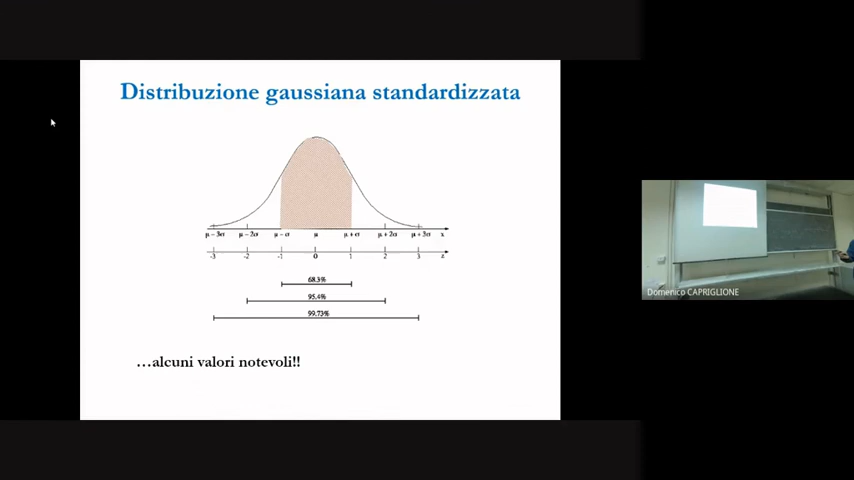 Distribuzione gaussiana standardizzata
μ − 3σ μ − 2σ μ − σ μ μ + σ μ + 2σ μ + 3σ x
-3 -2 -1 0 1 2 3 z
68.3%
95.4%
99.73%
…alcuni valori notevoli!!
Domenico CAPRIGLIONE